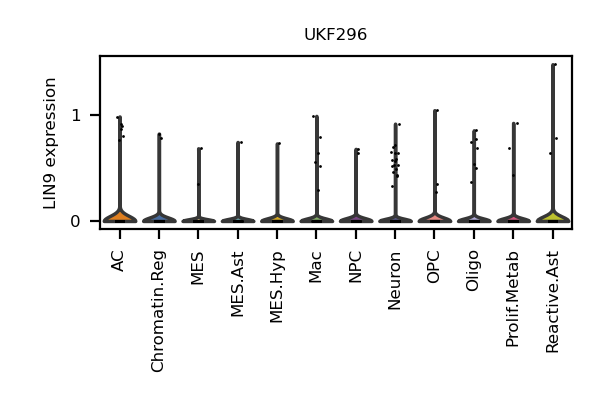 UKF296
LIN9 expression
1
0
AC
Chromatin.Reg
MES
MES.Ast
MES.Hyp
Mac
NPC
Neuron
OPC
Oligo
Prolif.Metab
Reactive.Ast